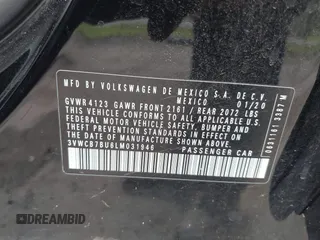 MFD BY VOLKSWAGEN DE MEXICO S.A. DE C.V.
MEXICO 01/20
GVWR 4123 GAWR FRONT 2161 / REAR 2072 LBS
THIS VEHICLE CONFORMS TO ALL APPLICABLE
FEDERAL MOTOR VEHICLE SAFETY, BUMPER AND
THEFT PREVENTION STANDARDS IN EFFECT ON
THE DATE OF MANUFACTURE SHOWN ABOVE.
3VWCB7BU6LM031946 PASSENGER CAR
DREAMBID